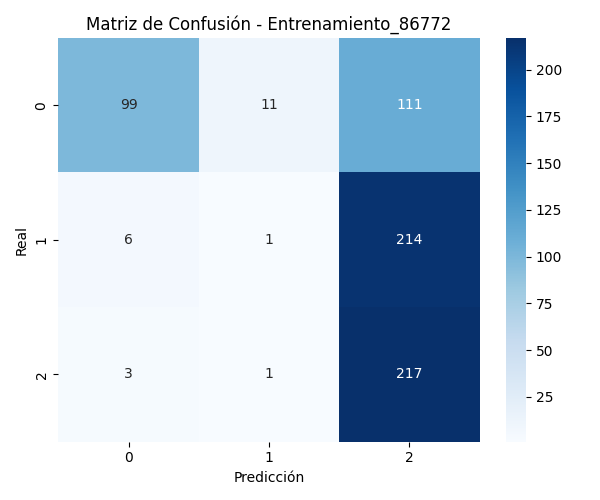 Matriz de Confusión - Entrenamiento_86772
0 99 11 111
1 6 1 214
2 3 1 217
Real
0 1 2
Predicción
200
175
150
125
100
75
50
25